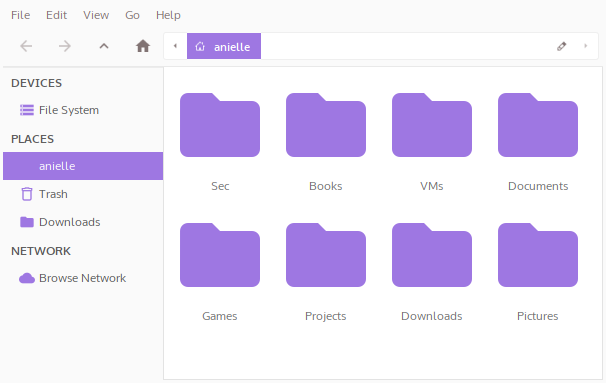 File Edit View Go Help
anielle
DEVICES
File System
PLACES
anielle
Trash
Downloads
NETWORK
Browse Network
Sec Books VMs Documents
Games Projects Downloads Pictures